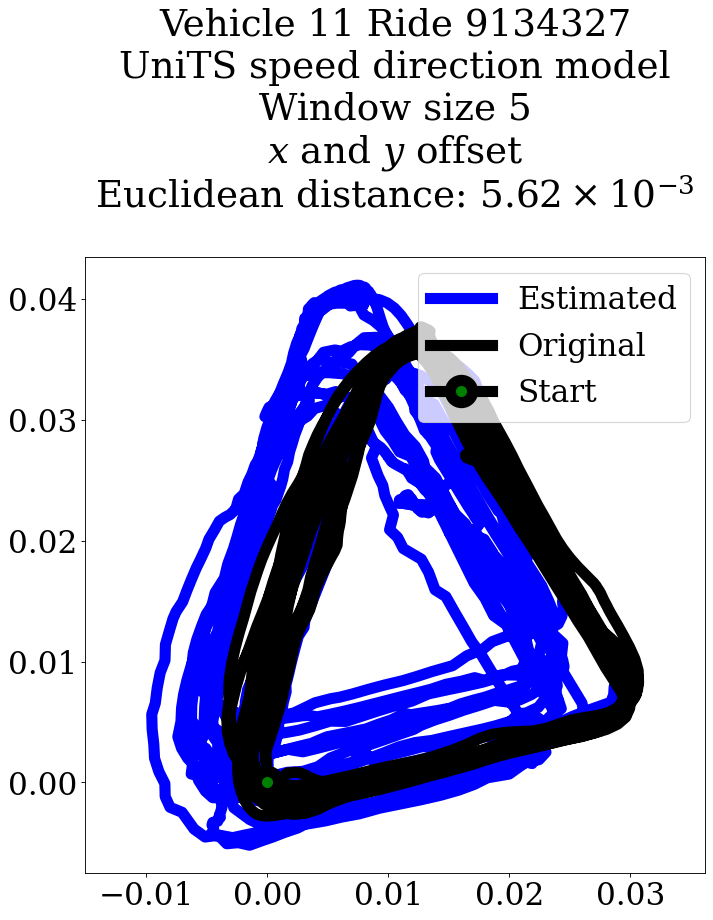 Vehicle 11 Ride 9134327
UniTS speed direction model
Window size 5
x and y offset
Euclidean distance: 5.62 × 10⁻³
Estimated
Original
Start
0.04
0.03
0.02
0.01
0.00
−0.01 0.00 0.01 0.02 0.03